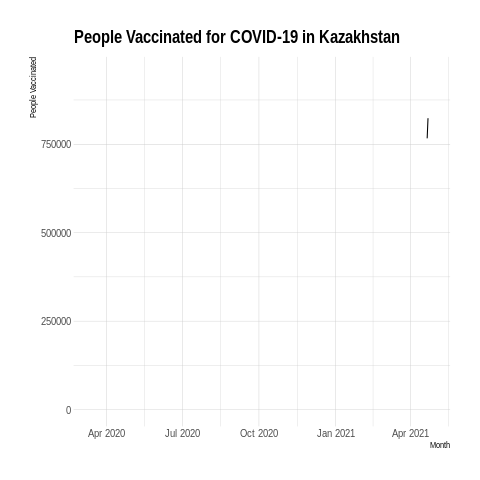 People Vaccinated for COVID-19 in Kazakhstan
People Vaccinated
750000
500000
250000
0
Apr 2020 Jul 2020 Oct 2020 Jan 2021 Apr 2021
Month